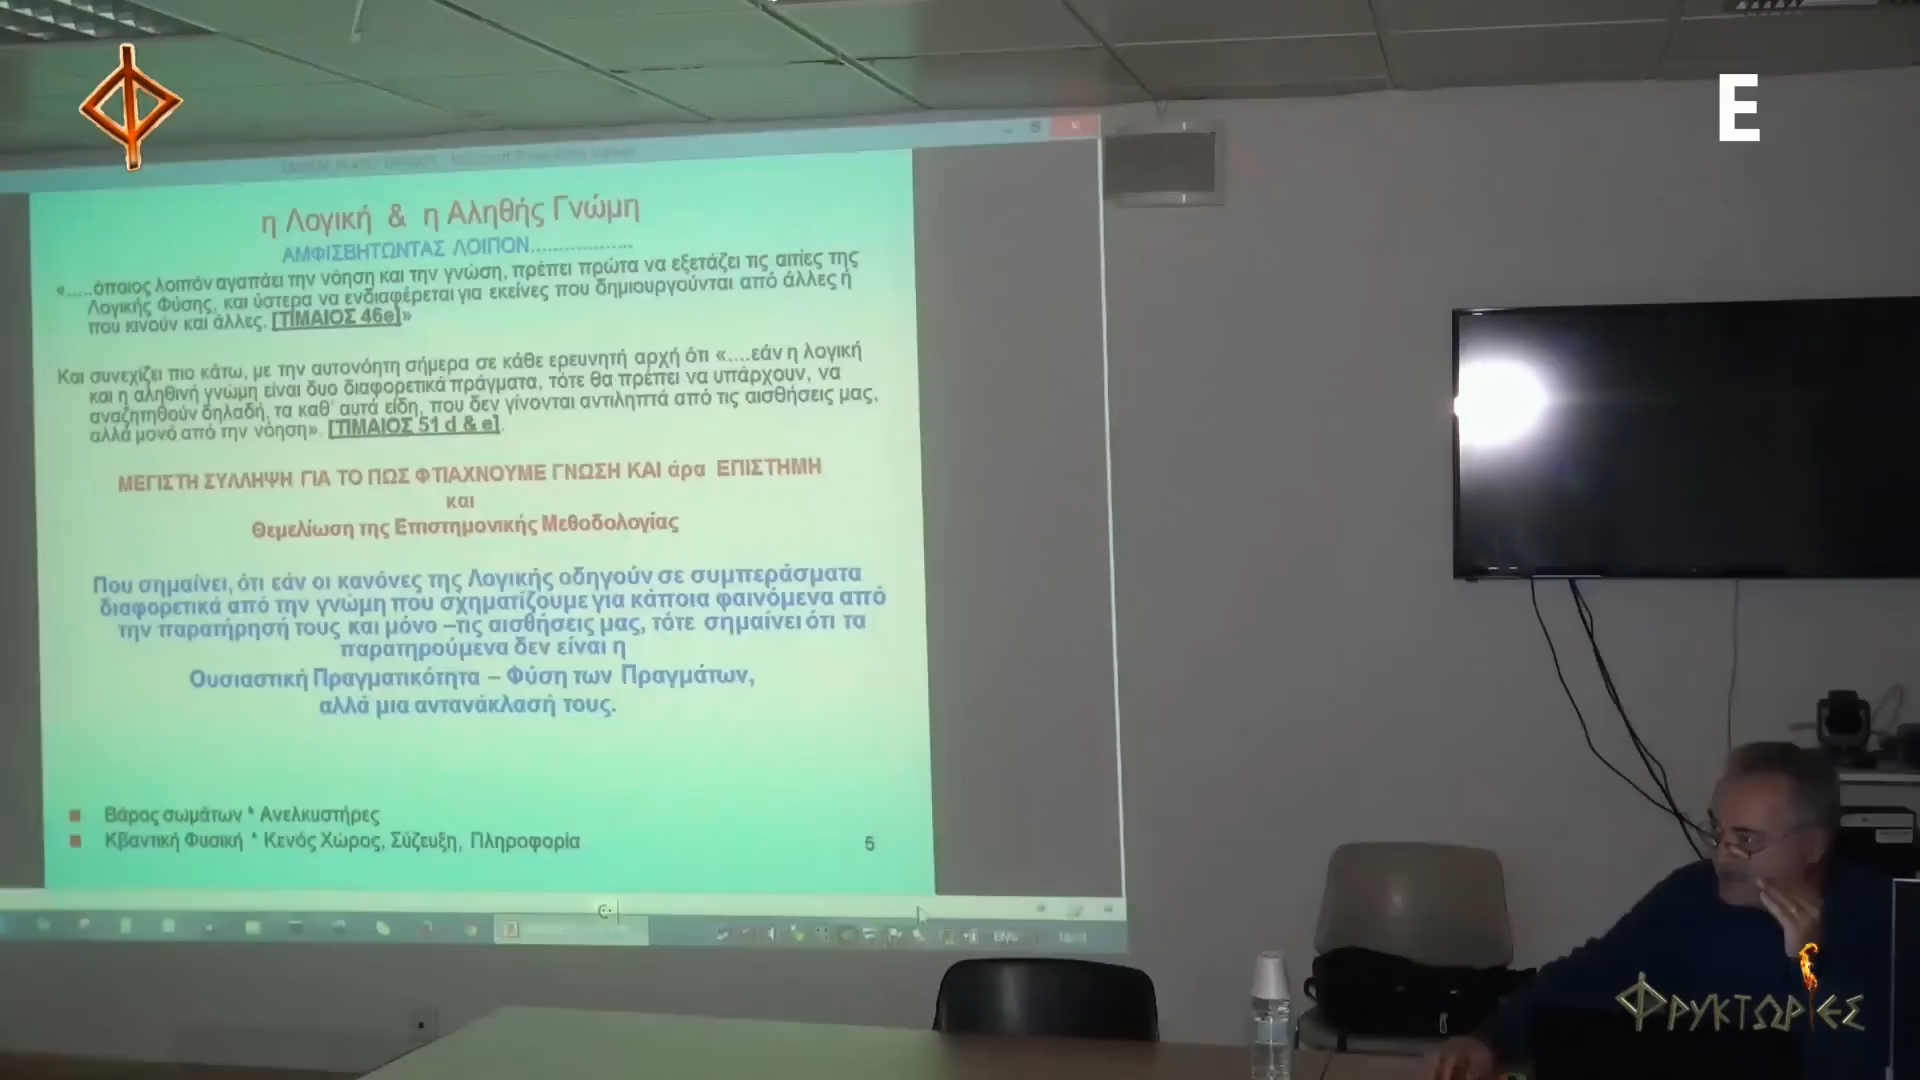 E
η Λογική & η Αληθής Γνώμη
ΑΜΦΙΣΒΗΤΩΝΤΑΣ ΛΟΙΠΟΝ..................
«.....όποιος λοιπόν αγαπάει την νόηση και την γνώση, πρέπει πρώτα να εξετάζει τις αιτίες της
Λογικής Φύσης, και ύστερα να ενδιαφέρεται για εκείνες που δημιουργούνται από άλλες ή
που κινούν και άλλες. [ΤΙΜΑΙΟΣ 46e]»
Και συνεχίζει πιο κάτω, με την αυτονόητη σήμερα σε κάθε ερευνητή αρχή ότι «....εάν η λογική
και η αληθινή γνώμη είναι δυο διαφορετικά πράγματα, τότε θα πρέπει να υπάρχουν, να
αναζητηθούν δηλαδή, τα καθ' αυτά είδη, που δεν γίνονται αντιληπτά από τις αισθήσεις μας,
αλλά μονό από την νόηση». [ΤΙΜΑΙΟΣ 51 d & e].
ΜΕΓΙΣΤΗ ΣΥΛΛΗΨΗ ΓΙΑ ΤΟ ΠΩΣ ΦΤΙΑΧΝΟΥΜΕ ΓΝΩΣΗ ΚΑΙ άρα ΕΠΙΣΤΗΜΗ
και
Θεμελίωση της Επιστημονικής Μεθοδολογίας
Που σημαίνει, ότι εάν οι κανόνες της Λογικής οδηγούν σε συμπεράσματα
διαφορετικά από την γνώμη που σχηματίζουμε για κάποια φαινόμενα από
την παρατήρησή τους και μόνο –τις αισθήσεις μας, τότε σημαίνει ότι τα
παρατηρούμενα δεν είναι η
Ουσιαστική Πραγματικότητα – Φύση των Πραγμάτων,
αλλά μια αντανάκλασή τους.
Βάρος σωμάτων * Ανελκυστήρες
Κβαντική Φυσική * Κενός Χώρος, Σύζευξη, Πληροφορία
5
ENG
ΦΡΥΚΤΩΡΙΕΣ